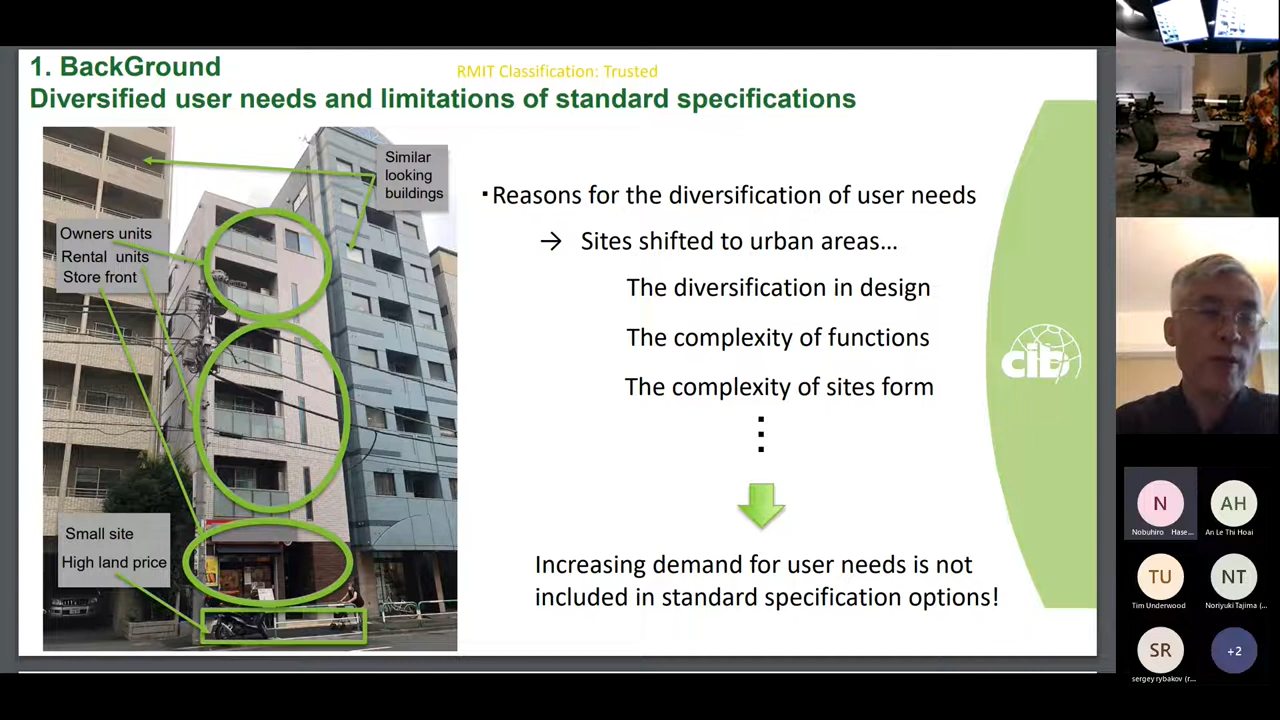 1. BackGround
RMIT Classification: Trusted
Diversified user needs and limitations of standard specifications
Similar
looking
buildings
Owners units
Rental units
Store front
Small site
High land price
▪Reasons for the diversification of user needs
→ Sites shifted to urban areas…
The diversification in design
The complexity of functions
The complexity of sites form
⋮
Increasing demand for user needs is not
included in standard specification options!
cib
N
Nobuhiro Hase...
AH
An Le Thi Hoai
TU
Tim Underwood
NT
Noriyuki Tajima (...
SR
sergey rybakov (r...
+2